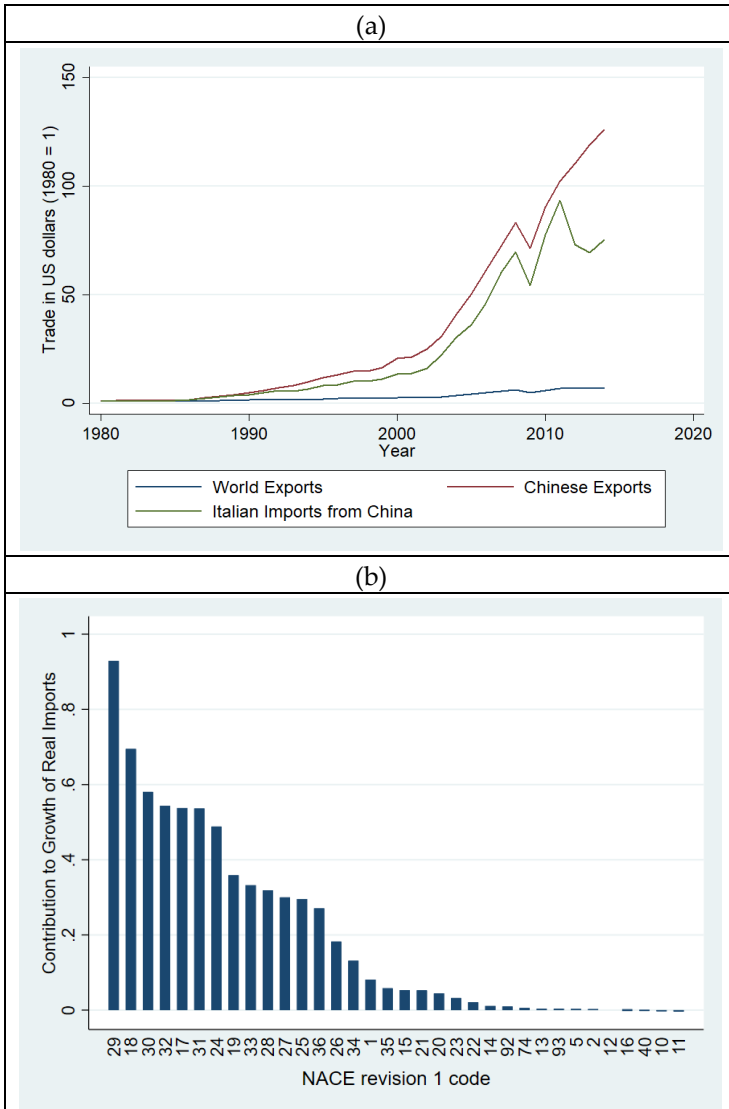 (a)
Trade in US dollars (1980 = 1)
150
100
50
0
1980 1990 2000 2010 2020
Year
World Exports Chinese Exports
Italian Imports from China
(b)
Contribution to Growth of Real Imports
1
.8
.6
.4
.2
0
29 18 30 32 17 31 24 19 33 28 27 25 36 26 34 1 35 15 21 20 23 22 14 92 74 13 93 5 2 12 16 40 10 11
NACE revision 1 code